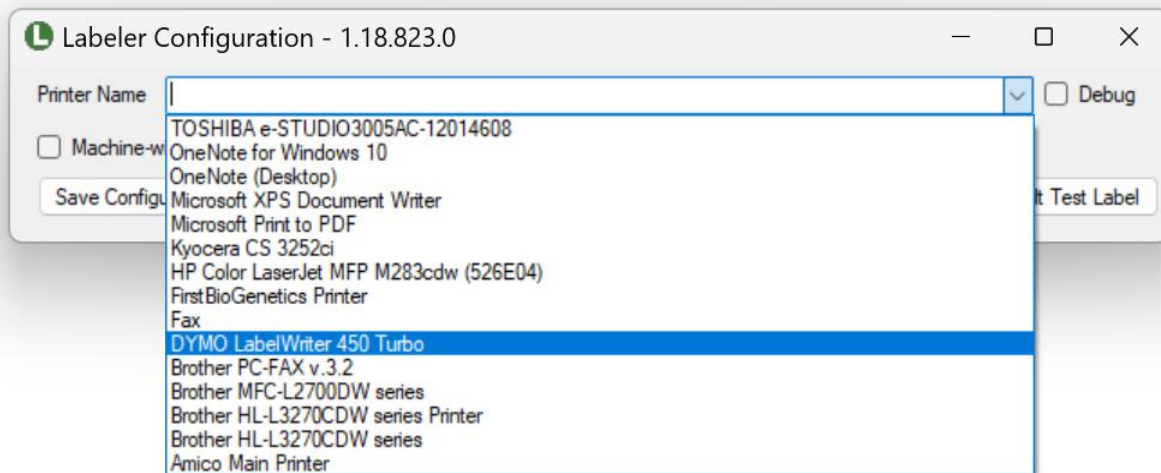 Labeler Configuration - 1.18.823.0
Printer Name Debug
TOSHIBA e-STUDIO3005AC-12014608
Machine-w OneNote for Windows 10
OneNote (Desktop)
Save Configu Microsoft XPS Document Writer lt Test Label
Microsoft Print to PDF
Kyocera CS 3252ci
HP Color LaserJet MFP M283cdw (526E04)
FirstBioGenetics Printer
Fax
DYMO LabelWriter 450 Turbo
Brother PC-FAX v.3.2
Brother MFC-L2700DW series
Brother HL-L3270CDW series Printer
Brother HL-L3270CDW series
Amico Main Printer